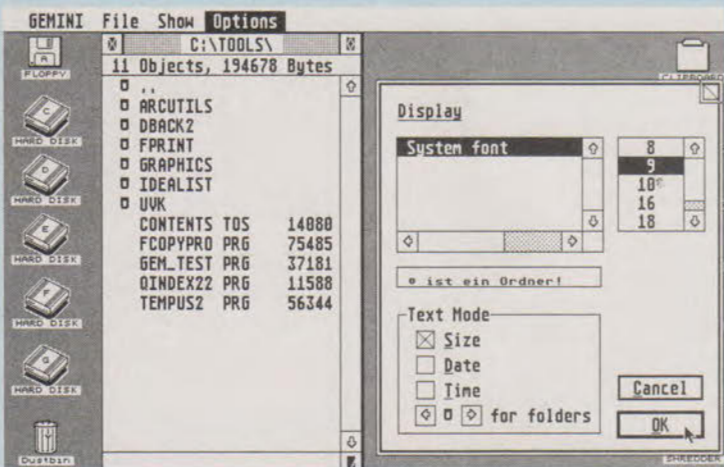 GEMINI File Show Options
A
FLOPPY
C
HARD DISK
D
HARD DISK
E
HARD DISK
F
HARD DISK
G
HARD DISK
Dustbin
C:\TOOLS\
11 Objects, 194678 Bytes
..
ARCUTILS
DBACK2
FPRINT
GRAPHICS
IDEALIST
UVK
CONTENTS TOS 14080
FCOPYPRO PRG 75485
GEM_TEST PRG 37181
QINDEX22 PRG 11588
TEMPUS2 PRG 56344
CLIPBOARD
Display
System font
8
9
10
16
18
ist ein Ordner!
Text Mode
Size
Date
Time
for folders
Cancel
OK
SHREDDER